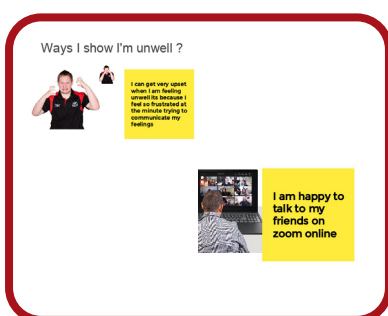 Ways I show I'm unwell ?
I can get very upset
when I am feeling
unwell its because I
feel so frustrated at
the minute trying to
communicate my
feelings
I am happy to
talk to my
friends on
zoom online